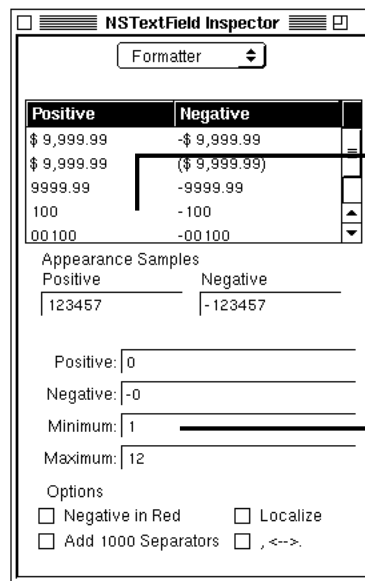 NSTextField Inspector
Formatter
Positive Negative
$ 9,999.99 -$ 9,999.99
$ 9,999.99 ($ 9,999.99)
9999.99 -9999.99
100 -100
00100 -00100
Appearance Samples
Positive Negative
123457 -123457
Positive: 0
Negative: -0
Minimum: 1
Maximum: 12
Options
Negative in Red Localize
Add 1000 Separators , <-->.